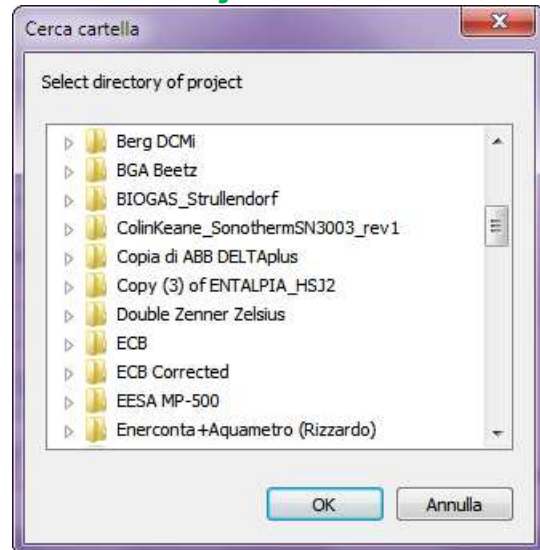 Cerca cartella
Select directory of project
Berg DCMi
BGA Beetz
BIOGAS_Strullendorf
ColinKeane_SonothermSN3003_rev1
Copia di ABB DELTAplus
Copy (3) of ENTALPIA_HSJ2
Double Zenner Zelsius
ECB
ECB Corrected
EESA MP-500
Enerconta+Aquametro (Rizzardo)
OK Annulla